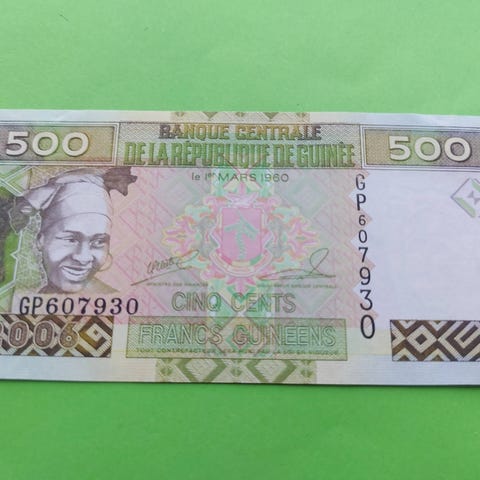 500
BANQUE CENTRALE
500
DE LA RÉPUBLIQUE DE GUINÉE
le 1er MARS 1960
GP607930
GP607930
CINQ CENTS
2006
FRANCS GUINÉENS